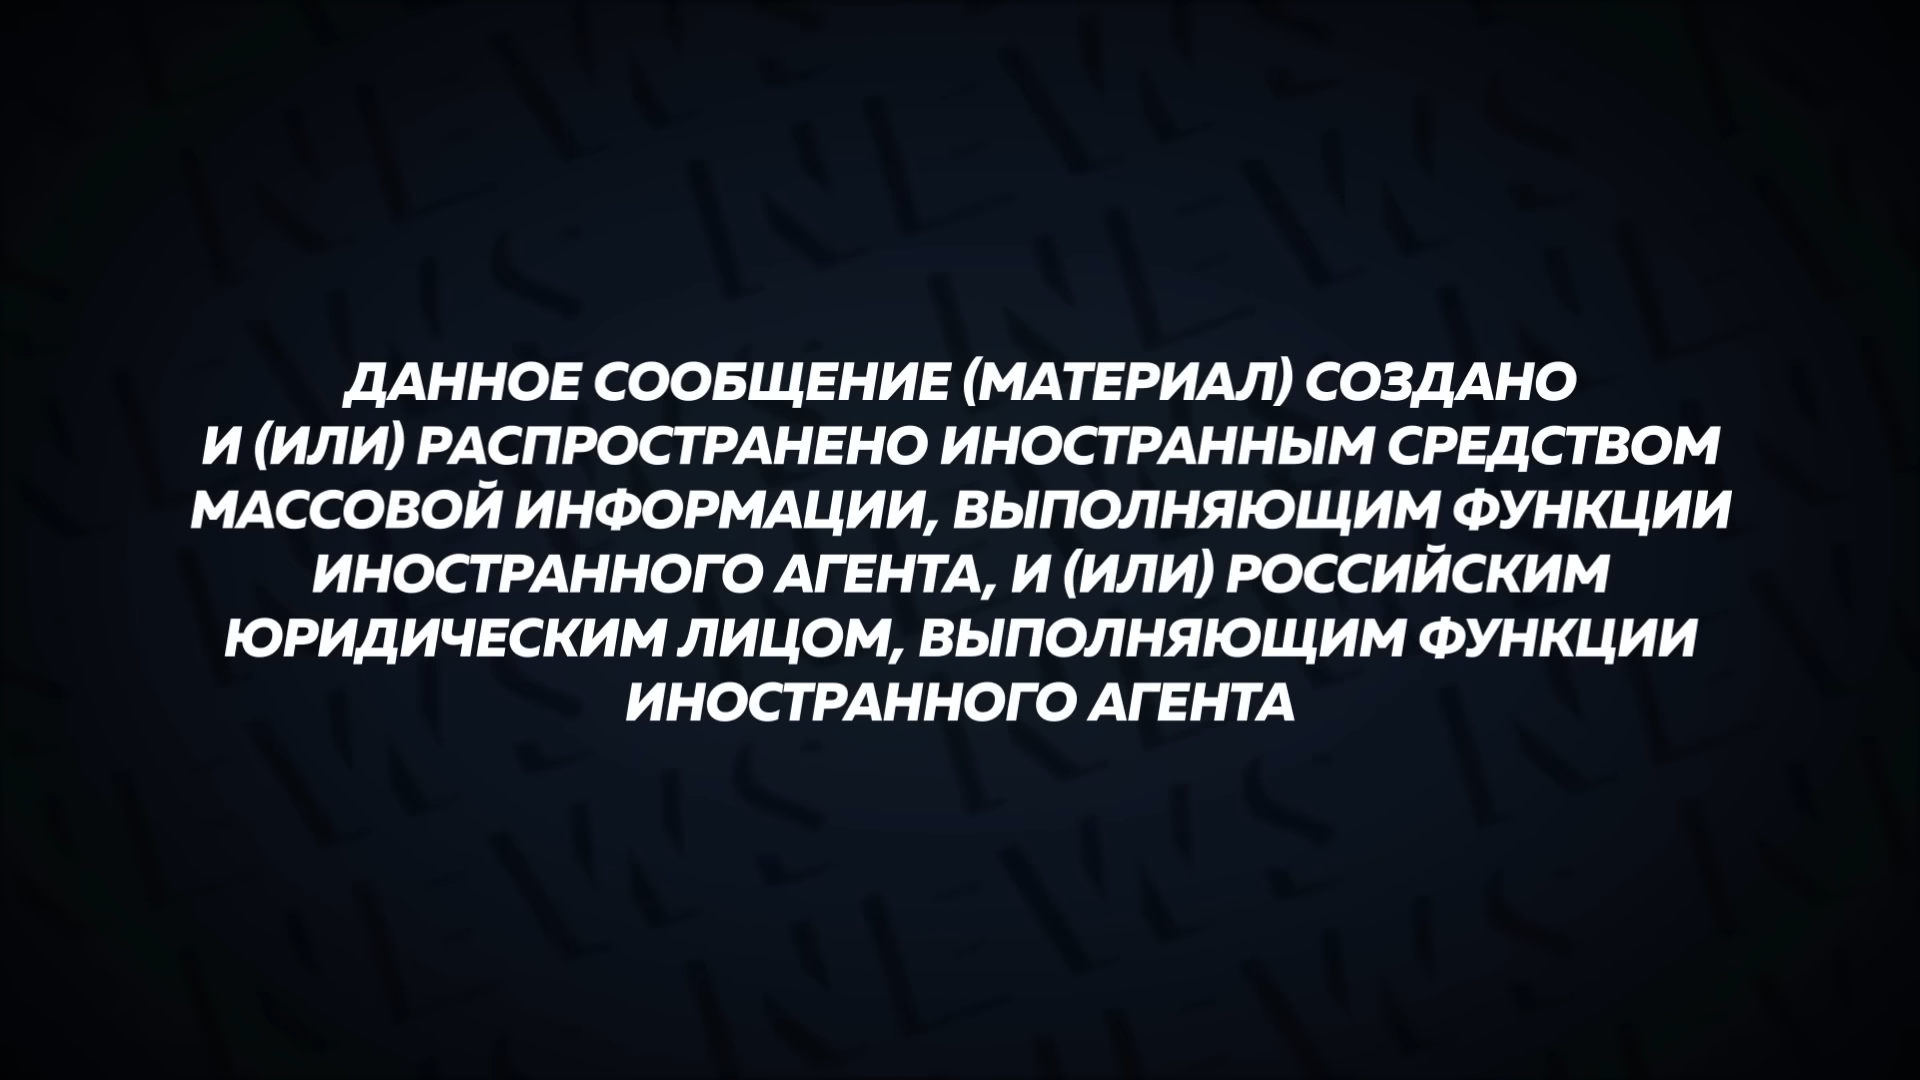 ДАННОЕ СООБЩЕНИЕ (МАТЕРИАЛ) СОЗДАНО
И (ИЛИ) РАСПРОСТРАНЕНО ИНОСТРАННЫМ СРЕДСТВОМ
МАССОВОЙ ИНФОРМАЦИИ, ВЫПОЛНЯЮЩИМ ФУНКЦИИ
ИНОСТРАННОГО АГЕНТА, И (ИЛИ) РОССИЙСКИМ
ЮРИДИЧЕСКИМ ЛИЦОМ, ВЫПОЛНЯЮЩИМ ФУНКЦИИ
ИНОСТРАННОГО АГЕНТА